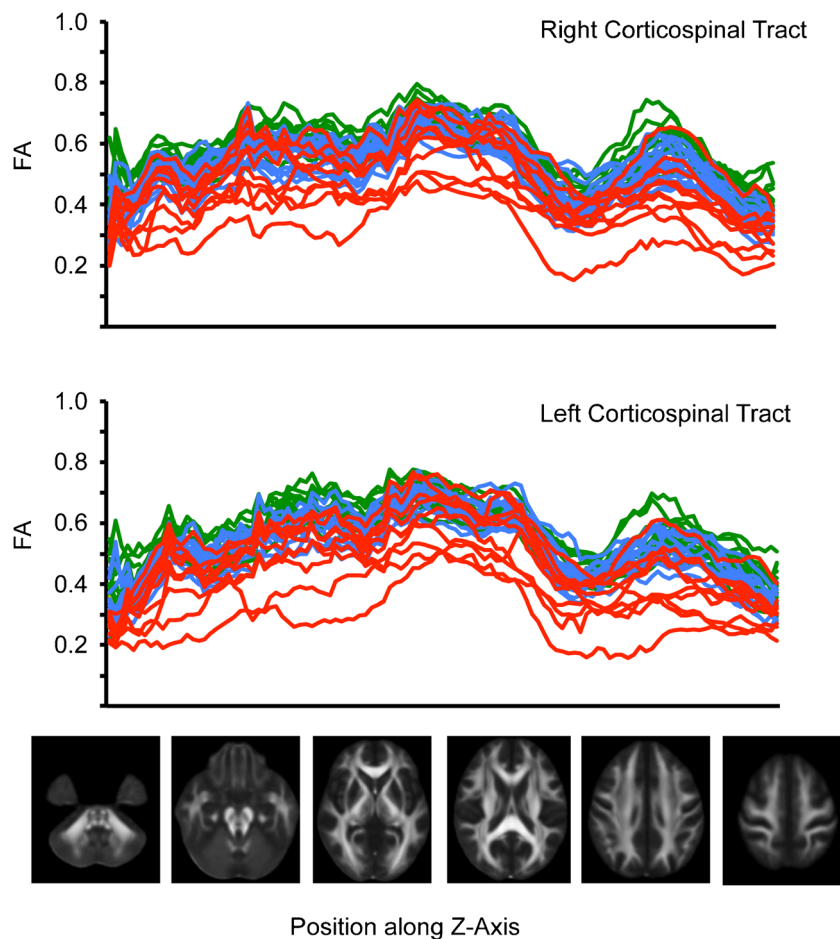 Right Corticospinal Tract
1.0
0.8
0.6
0.4
0.2
FA
Left Corticospinal Tract
1.0
0.8
0.6
0.4
0.2
FA
Position along Z-Axis